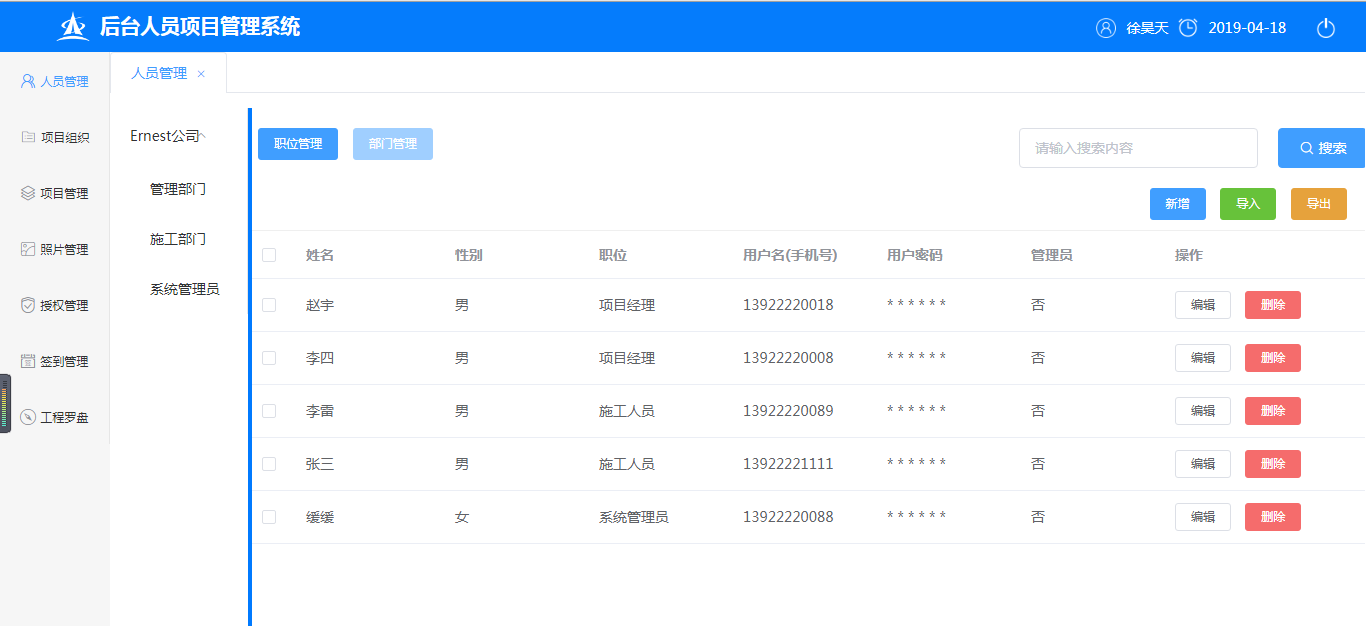 后台人员项目管理系统
徐昊天 2019-04-18
人员管理
项目组织
项目管理
照片管理
授权管理
签到管理
工程罗盘
人员管理 ×
Ernest公司
管理部门
施工部门
系统管理员
职位管理 部门管理
请输入搜索内容 搜索
新增 导入 导出
姓名 性别 职位 用户名(手机号) 用户密码 管理员 操作
赵宇 男 项目经理 13922220018 ****** 否 编辑 删除
李四 男 项目经理 13922220008 ****** 否 编辑 删除
李雷 男 施工人员 13922220089 ****** 否 编辑 删除
张三 男 施工人员 13922221111 ****** 否 编辑 删除
缓缓 女 系统管理员 13922220088 ****** 否 编辑 删除